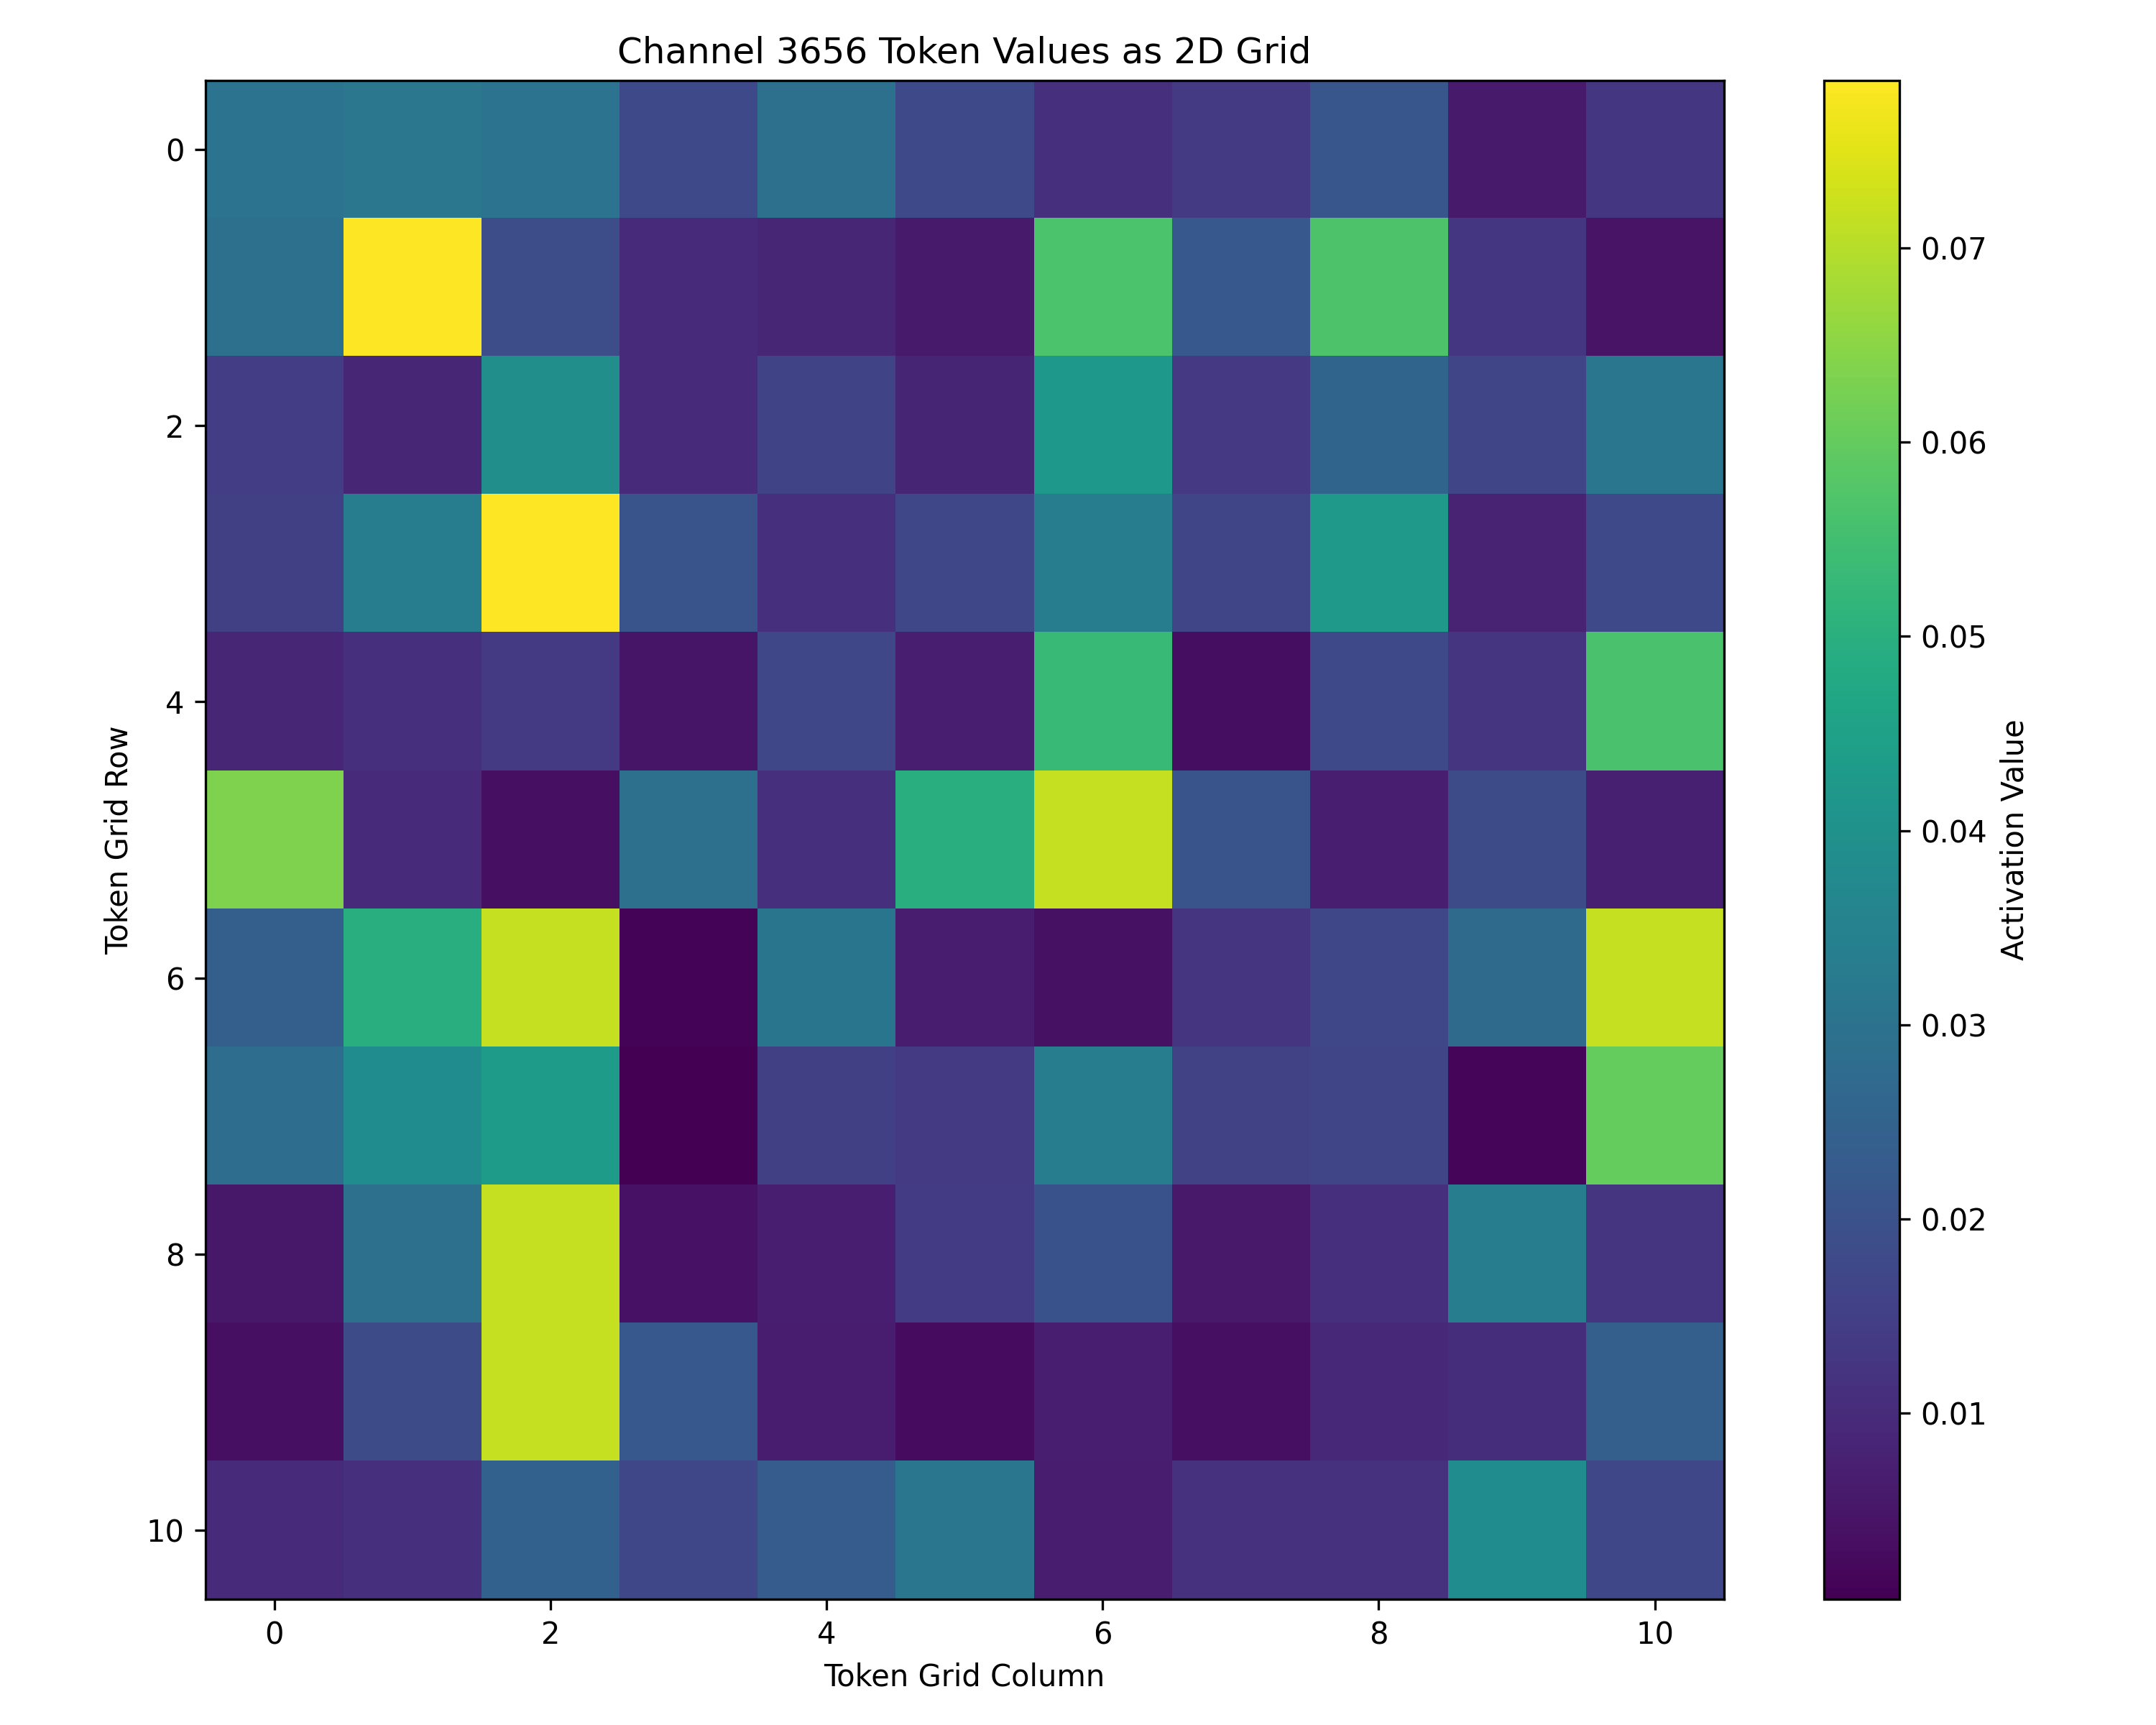 Channel 3656 Token Values as 2D Grid
Token Grid Row
0
2
4
6
8
10
0 2 4 6 8 10
Token Grid Column
0.07
0.06
0.05
0.04
0.03
0.02
0.01
Activation Value